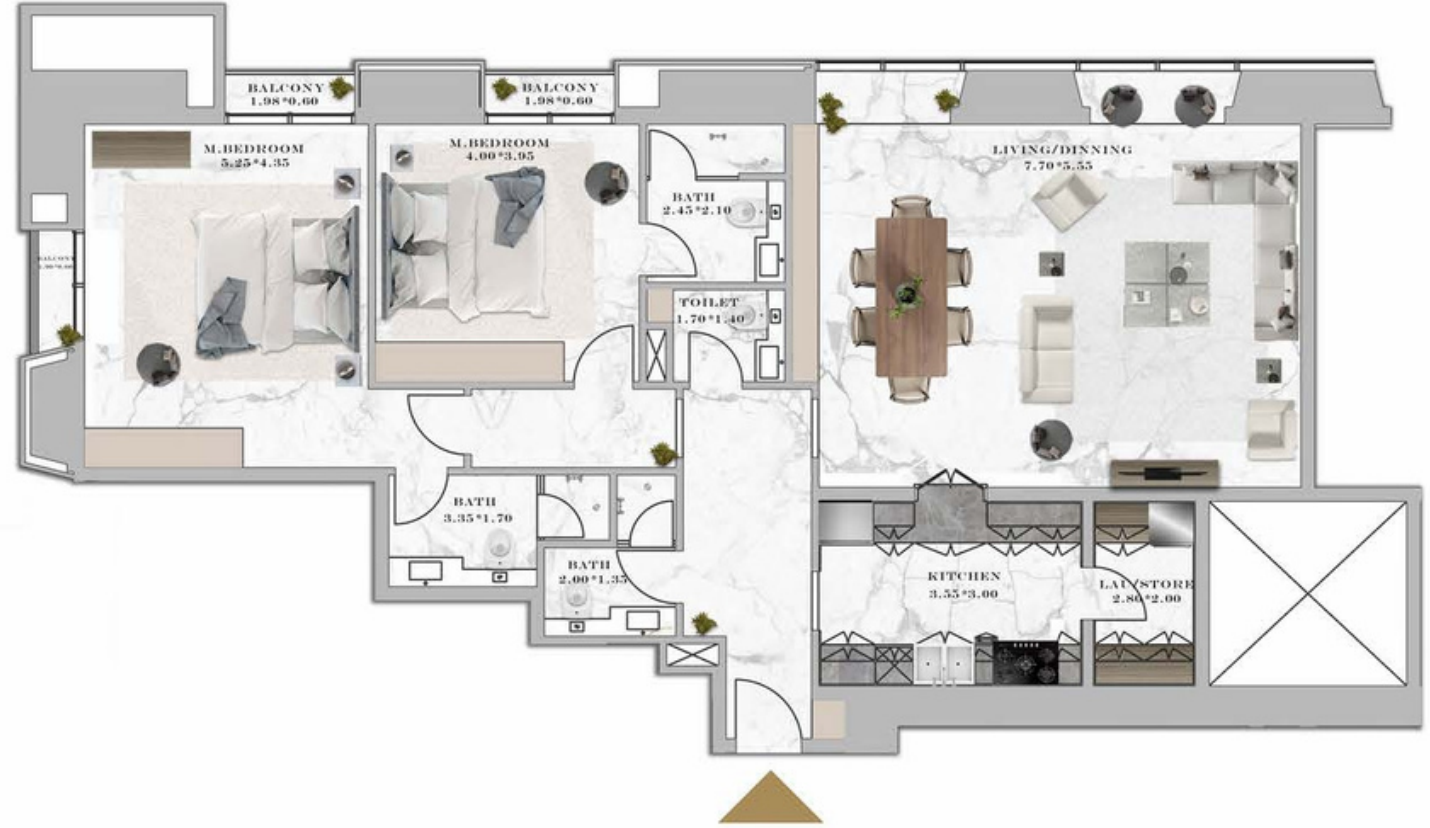 BALCONY
1.98*0.60
BALCONY
1.98*0.60
M.BEDROOM
5.25*4.35
M.BEDROOM
4.00*3.95
LIVING/DINNING
7.70*5.55
BATH
2.45*2.10
BALCONY
TOILET
1.70*1.40
BATH
3.35*1.70
BATH
2.00*1.35
KITCHEN
3.55*3.00
LAU/STORE
2.80*2.00